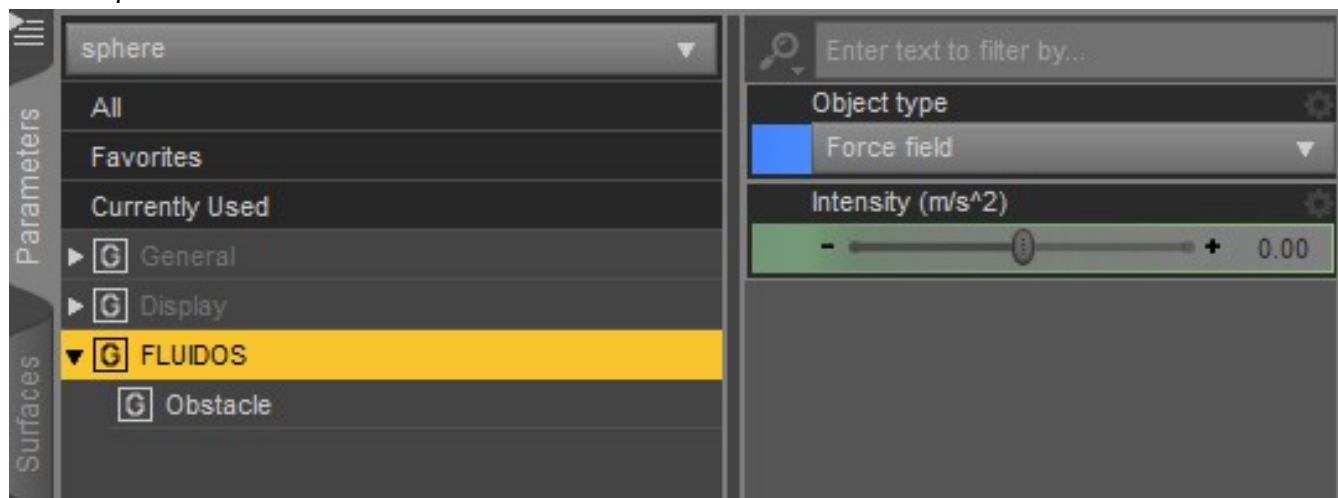 Parameters
Surfaces
sphere
All
Favorites
Currently Used
G General
G Display
G FLUIDOS
G Obstacle
Enter text to filter by...
Object type
Force field
Intensity (m/s^2)
- + 0.00